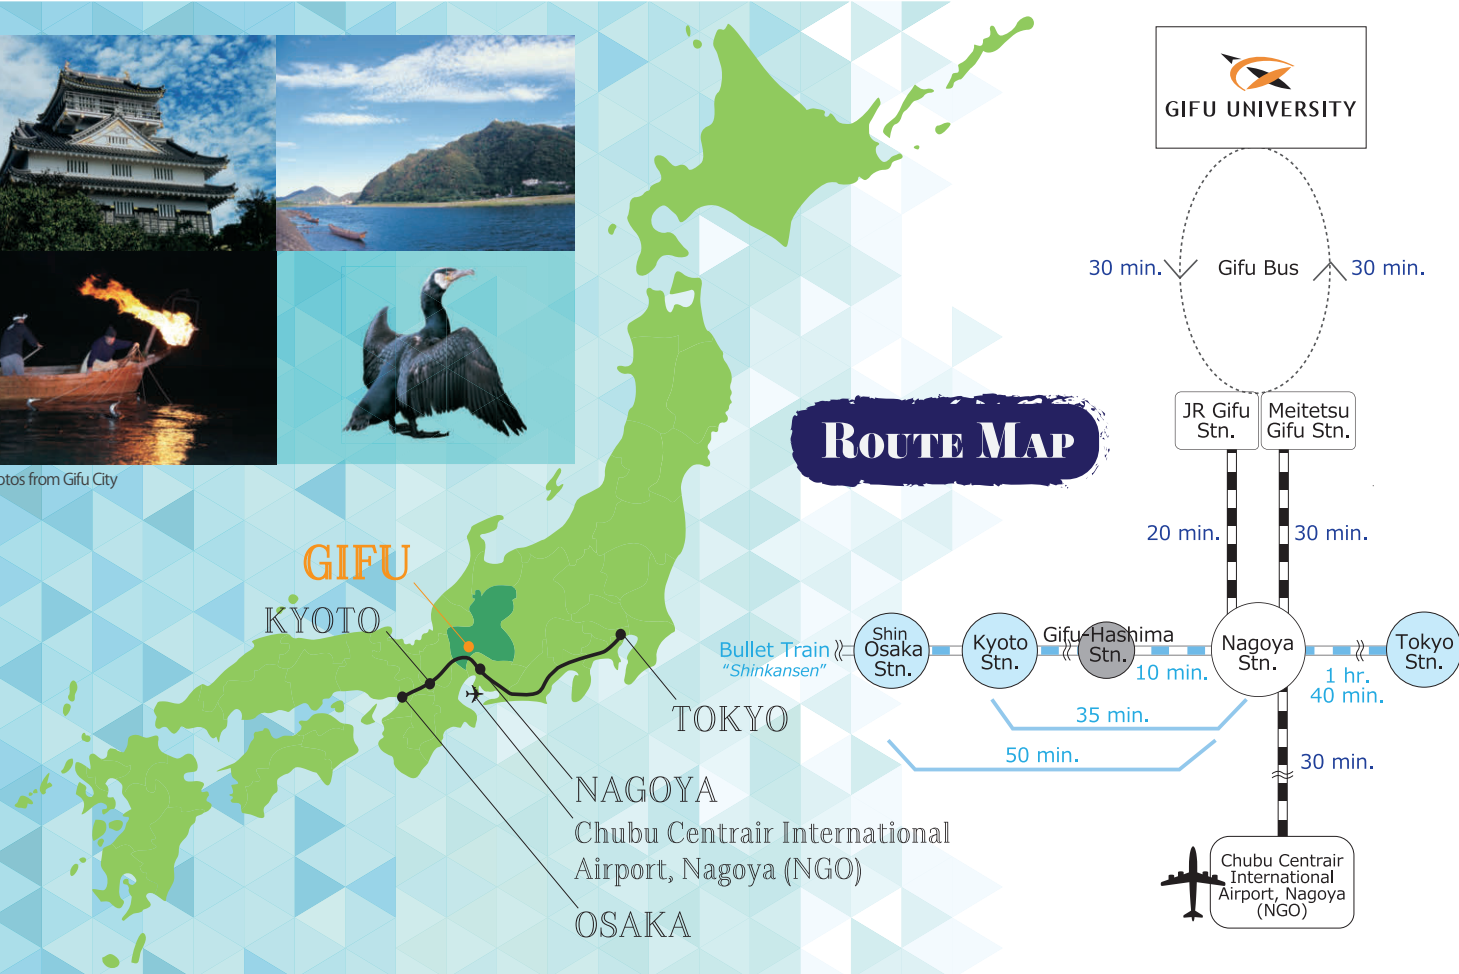 GIFU UNIVERSITY
30 min.
Gifu Bus
30 min.
JR Gifu
Stn.
Meitetsu
Gifu Stn.
ROUTE MAP
otos from Gifu City
20 min.
30 min.
GIFU
KYOTO
TOKYO
NAGOYA
Chubu Centrair International
Airport, Nagoya (NGO)
OSAKA
Bullet Train
"Shinkansen"
Shin
Osaka
Stn.
Kyoto
Stn.
Gifu-Hashima
Stn.
10 min.
Nagoya
Stn.
1 hr.
40 min.
Tokyo
Stn.
35 min.
50 min.
30 min.
Chubu Centrair
International
Airport, Nagoya
(NGO)